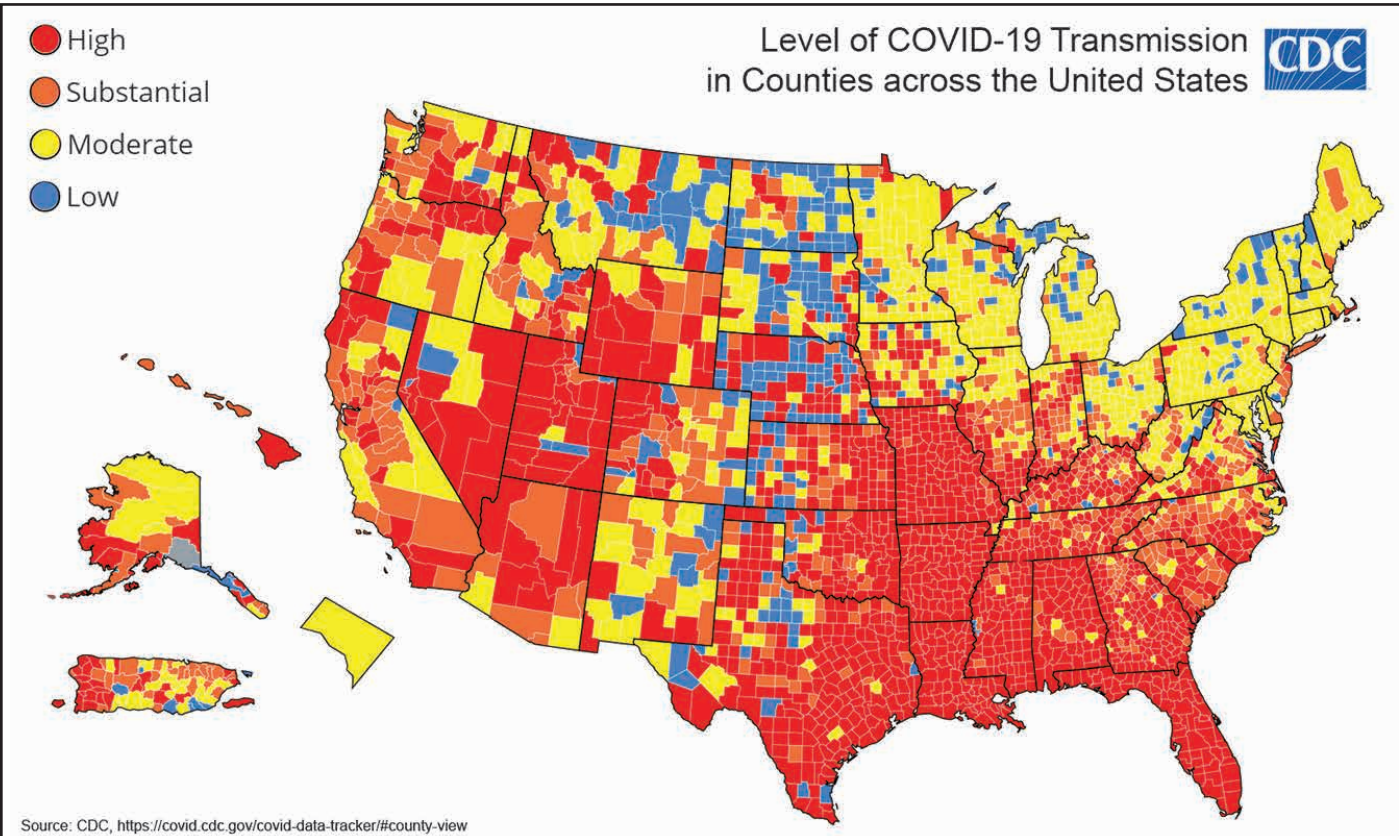 High
Substantial
Moderate
Low
Level of COVID-19 Transmission
in Counties across the United States
CDC
Source: CDC, https://covid.cdc.gov/covid-data-tracker/#county-view